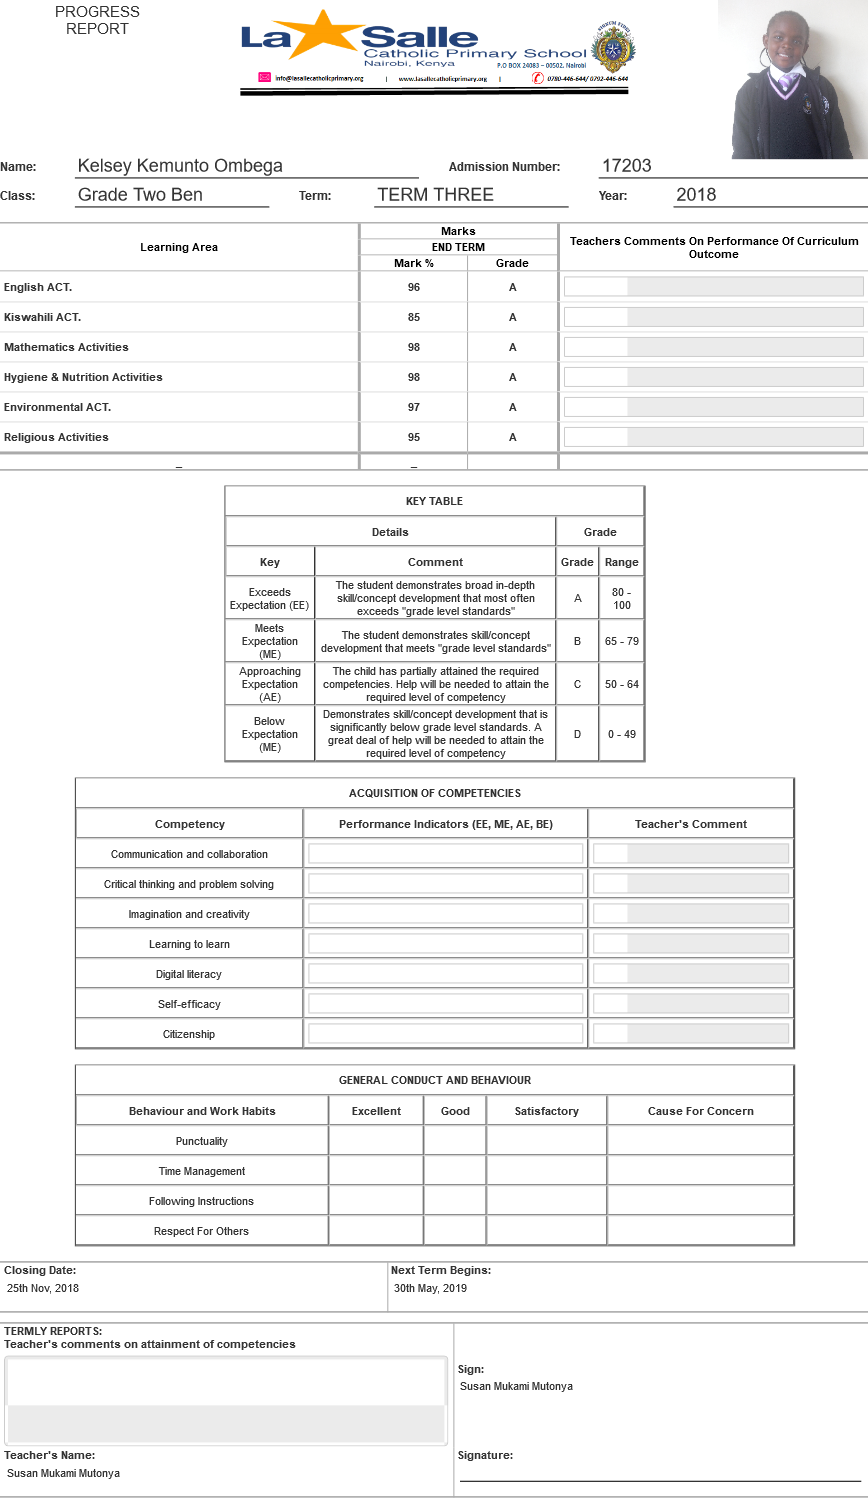 PROGRESS
REPORT
La Salle
Catholic Primary School
Nairobi, Kenya
P.O BOX 24083 – 00502, Nairobi
info@lasallecatholicprimary.org | www.lasallecatholicprimary.org | 0780-446-644/ 0792-446-644
Name: Kelsey Kemunto Ombega Admission Number: 17203
Class: Grade Two Ben Term: TERM THREE Year: 2018
Learning Area Marks Teachers Comments On Performance Of Curriculum Outcome
END TERM
Mark % Grade
English ACT. 96 A
Kiswahili ACT. 85 A
Mathematics Activities 98 A
Hygiene & Nutrition Activities 98 A
Environmental ACT. 97 A
Religious Activities 95 A
_ _
KEY TABLE
Details Grade
Key Comment Grade Range
Exceeds Expectation (EE) The student demonstrates broad in-depth skill/concept development that most often exceeds "grade level standards" A 80 - 100
Meets Expectation (ME) The student demonstrates skill/concept development that meets "grade level standards" B 65 - 79
Approaching Expectation (AE) The child has partially attained the required competencies. Help will be needed to attain the required level of competency C 50 - 64
Below Expectation (ME) Demonstrates skill/concept development that is significantly below grade level standards. A great deal of help will be needed to attain the required level of competency D 0 - 49
ACQUISITION OF COMPETENCIES
Competency Performance Indicators (EE, ME, AE, BE) Teacher's Comment
Communication and collaboration
Critical thinking and problem solving
Imagination and creativity
Learning to learn
Digital literacy
Self-efficacy
Citizenship
GENERAL CONDUCT AND BEHAVIOUR
Behaviour and Work Habits Excellent Good Satisfactory Cause For Concern
Punctuality
Time Management
Following Instructions
Respect For Others
Closing Date: Next Term Begins:
25th Nov, 2018 30th May, 2019
TERMLY REPORTS:
Teacher's comments on attainment of competencies
Sign:
Susan Mukami Mutonya
Teacher's Name: Signature:
Susan Mukami Mutonya